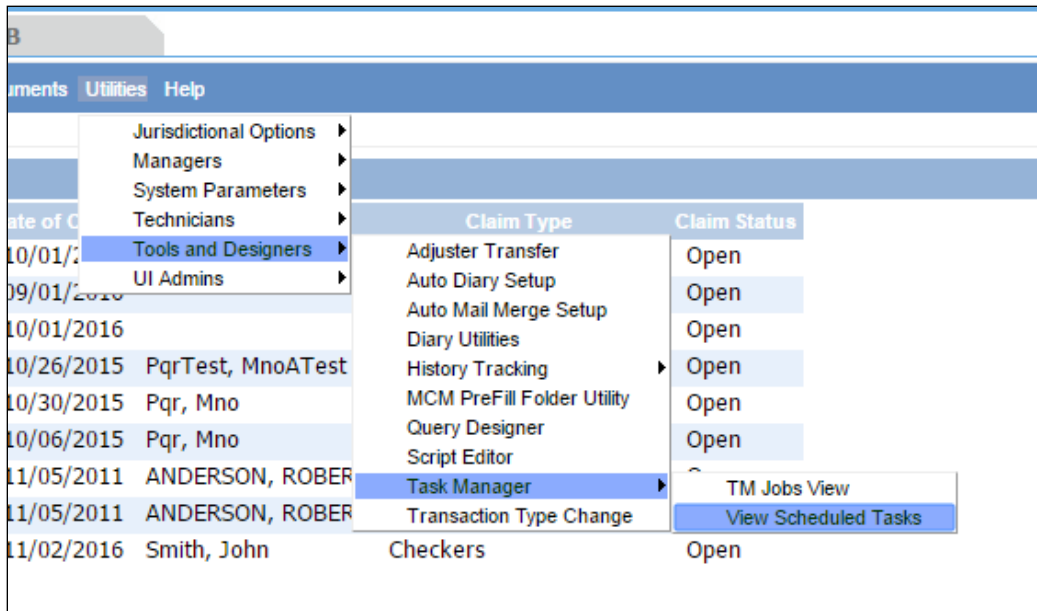 B
uments Utilities Help
Jurisdictional Options
Managers
System Parameters
Technicians
Tools and Designers
UI Admins
ate of C Claim Type Claim Status
10/01/2 Open
09/01/2016 Open
10/01/2016 Open
10/26/2015 PqrTest, MnoATest Open
10/30/2015 Pqr, Mno Open
10/06/2015 Pqr, Mno Open
11/05/2011 ANDERSON, ROBER
11/05/2011 ANDERSON, ROBER
11/02/2016 Smith, John Checkers Open
Adjuster Transfer
Auto Diary Setup
Auto Mail Merge Setup
Diary Utilities
History Tracking
MCM PreFill Folder Utility
Query Designer
Script Editor
Task Manager
Transaction Type Change
TM Jobs View
View Scheduled Tasks